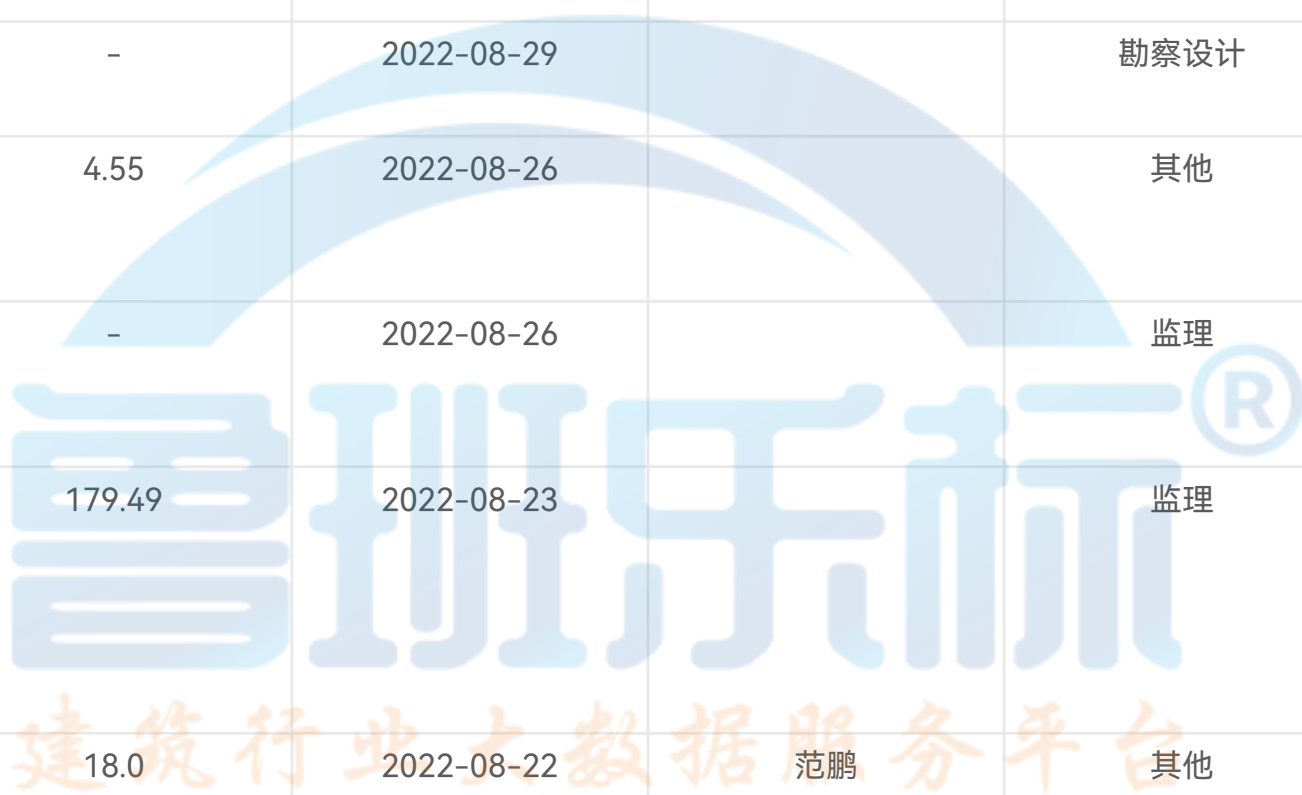 - 2022-08-29 勘察设计
4.55 2022-08-26 其他
- 2022-08-26 监理
鲁班乐标®
179.49 2022-08-23 监理
建筑行业大数据服务平台
18.0 2022-08-22 范鹏 其他